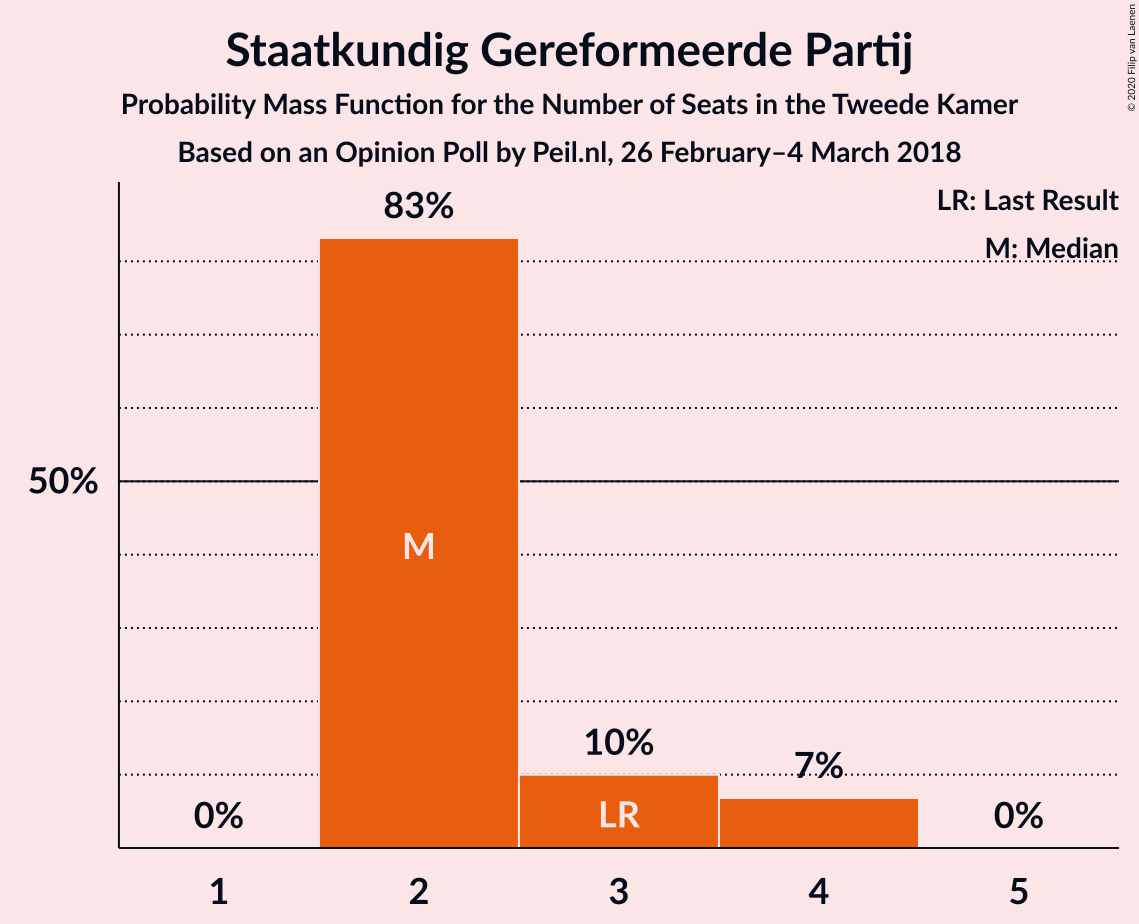 Staatkundig Gereformeerde Partij
Probability Mass Function for the Number of Seats in the Tweede Kamer
Based on an Opinion Poll by Peil.nl, 26 February–4 March 2018
© 2020 Filip van Laenen
LR: Last Result
M: Median
83%
50%
M
10%
7%
0%
LR
0%
1
2
3
4
5